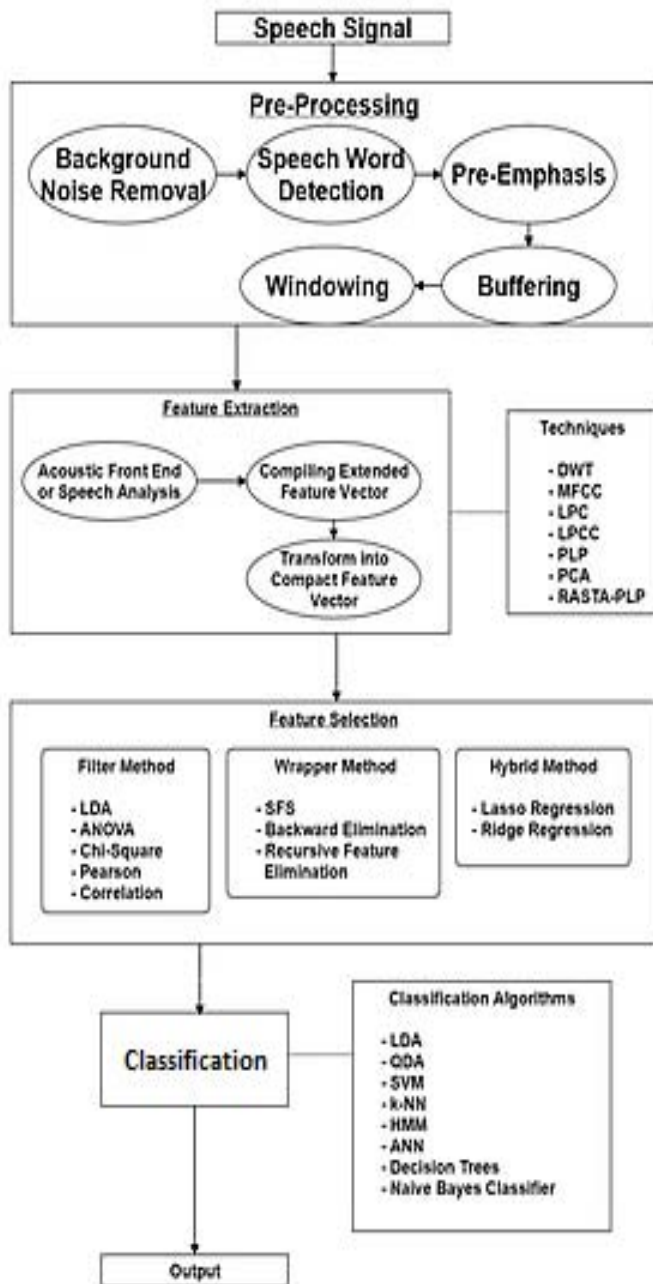 Speech Signal
Pre-Processing
Background
Noise Removal
Speech Word
Detection
Pre-Emphasis
Windowing
Buffering
Feature Extraction
Acoustic Front End
or Speech Analysis
Compiling Extended
Feature Vector
Transform into
Compact Feature
Vector
Techniques
- DWT
- MFCC
- LPC
- LPCC
- PLP
- PCA
- RASTA-PLP
Feature Selection
Filter Method
- LDA
- ANOVA
- Chi-Square
- Pearson
- Correlation
Wrapper Method
- SFS
- Backward Elimination
- Recursive Feature
Elimination
Hybrid Method
- Lasso Regression
- Ridge Regression
Classification
Classification Algorithms
- LDA
- QDA
- SVM
- k-NN
- HMM
- ANN
- Decision Trees
- Naive Bayes Classifier
Output